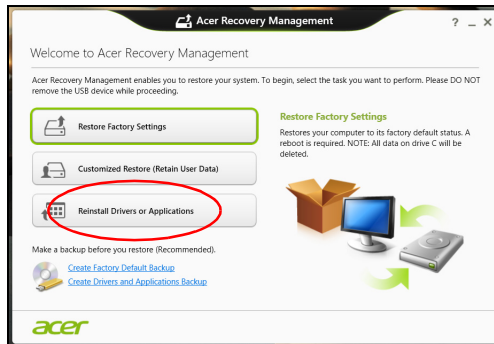 Acer Recovery Management
? _ X
Welcome to Acer Recovery Management
Acer Recovery Management enables you to restore your system. To begin, select the task you want to perform. Please DO NOT
remove the USB device while proceeding.
Restore Factory Settings
Customized Restore (Retain User Data)
Reinstall Drivers or Applications
Restore Factory Settings
Restores your computer to its factory default status. A
reboot is required. NOTE: All data on drive C will be
deleted.
Make a backup before you restore (Recommended).
Create Factory Default Backup
Create Drivers and Applications Backup
acer